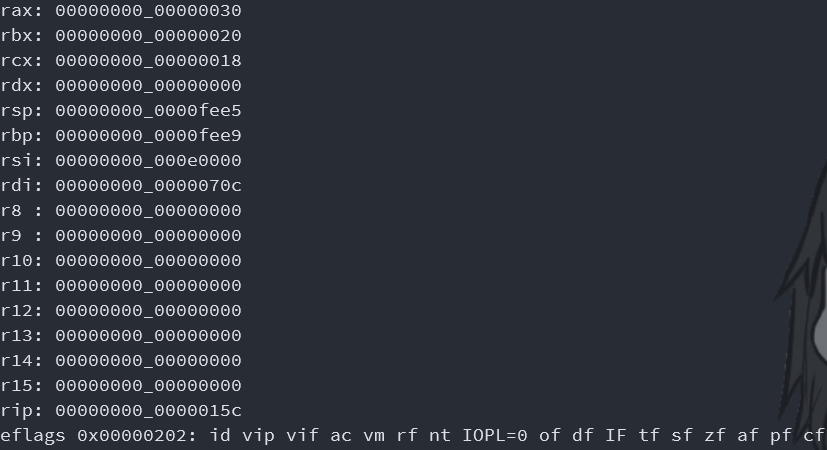 rax: 00000000_00000030
rbx: 00000000_00000020
rcx: 00000000_00000018
rdx: 00000000_00000000
rsp: 00000000_0000fee5
rbp: 00000000_0000fee9
rsi: 00000000_000e0000
rdi: 00000000_0000070c
r8 : 00000000_00000000
r9 : 00000000_00000000
r10: 00000000_00000000
r11: 00000000_00000000
r12: 00000000_00000000
r13: 00000000_00000000
r14: 00000000_00000000
r15: 00000000_00000000
rip: 00000000_0000015c
eflags 0x00000202: id vip vif ac vm rf nt IOPL=0 of df IF tf sf zf af pf cf